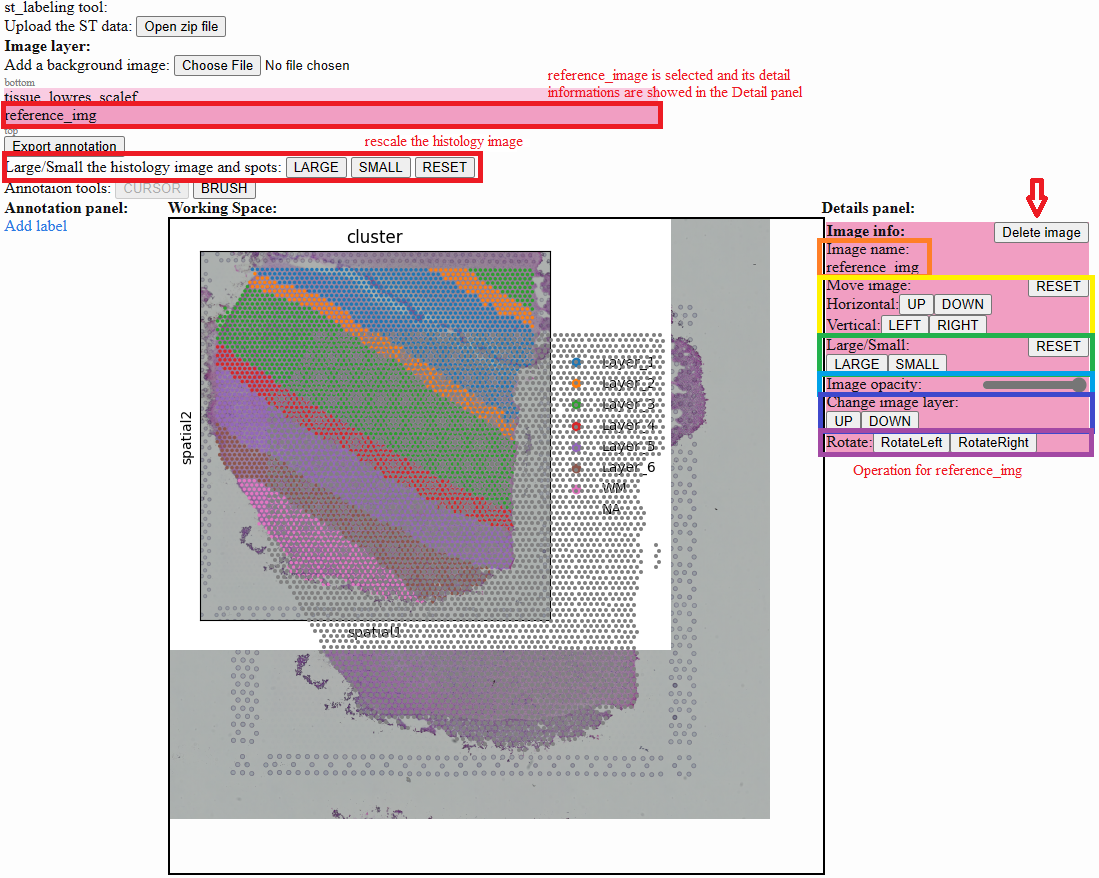 st_labeling tool:
Upload the ST data: Open zip file
Image layer:
Add a background image: Choose File No file chosen
bottom
reference_image is selected and its detail
informations are showed in the Detail panel
tissue_lowres_scalef
reference_img
top
Export annotation
rescale the histology image
Large/Small the histology image and spots: LARGE SMALL RESET
Annotaion tools: CURSOR BRUSH
Annotation panel:
Add label
Working Space:
cluster
spatial2
spatial1
Layer_1
Layer_2
Layer_3
Layer_4
Layer_5
Layer_6
WM
NA
Details panel:
Image info: Delete image
Image name:
reference_img
Move image: RESET
Horizontal: UP DOWN
Vertical: LEFT RIGHT
Large/Small: RESET
LARGE SMALL
Image opacity:
Change image layer:
UP DOWN
Rotate: RotateLeft RotateRight
Operation for reference_img